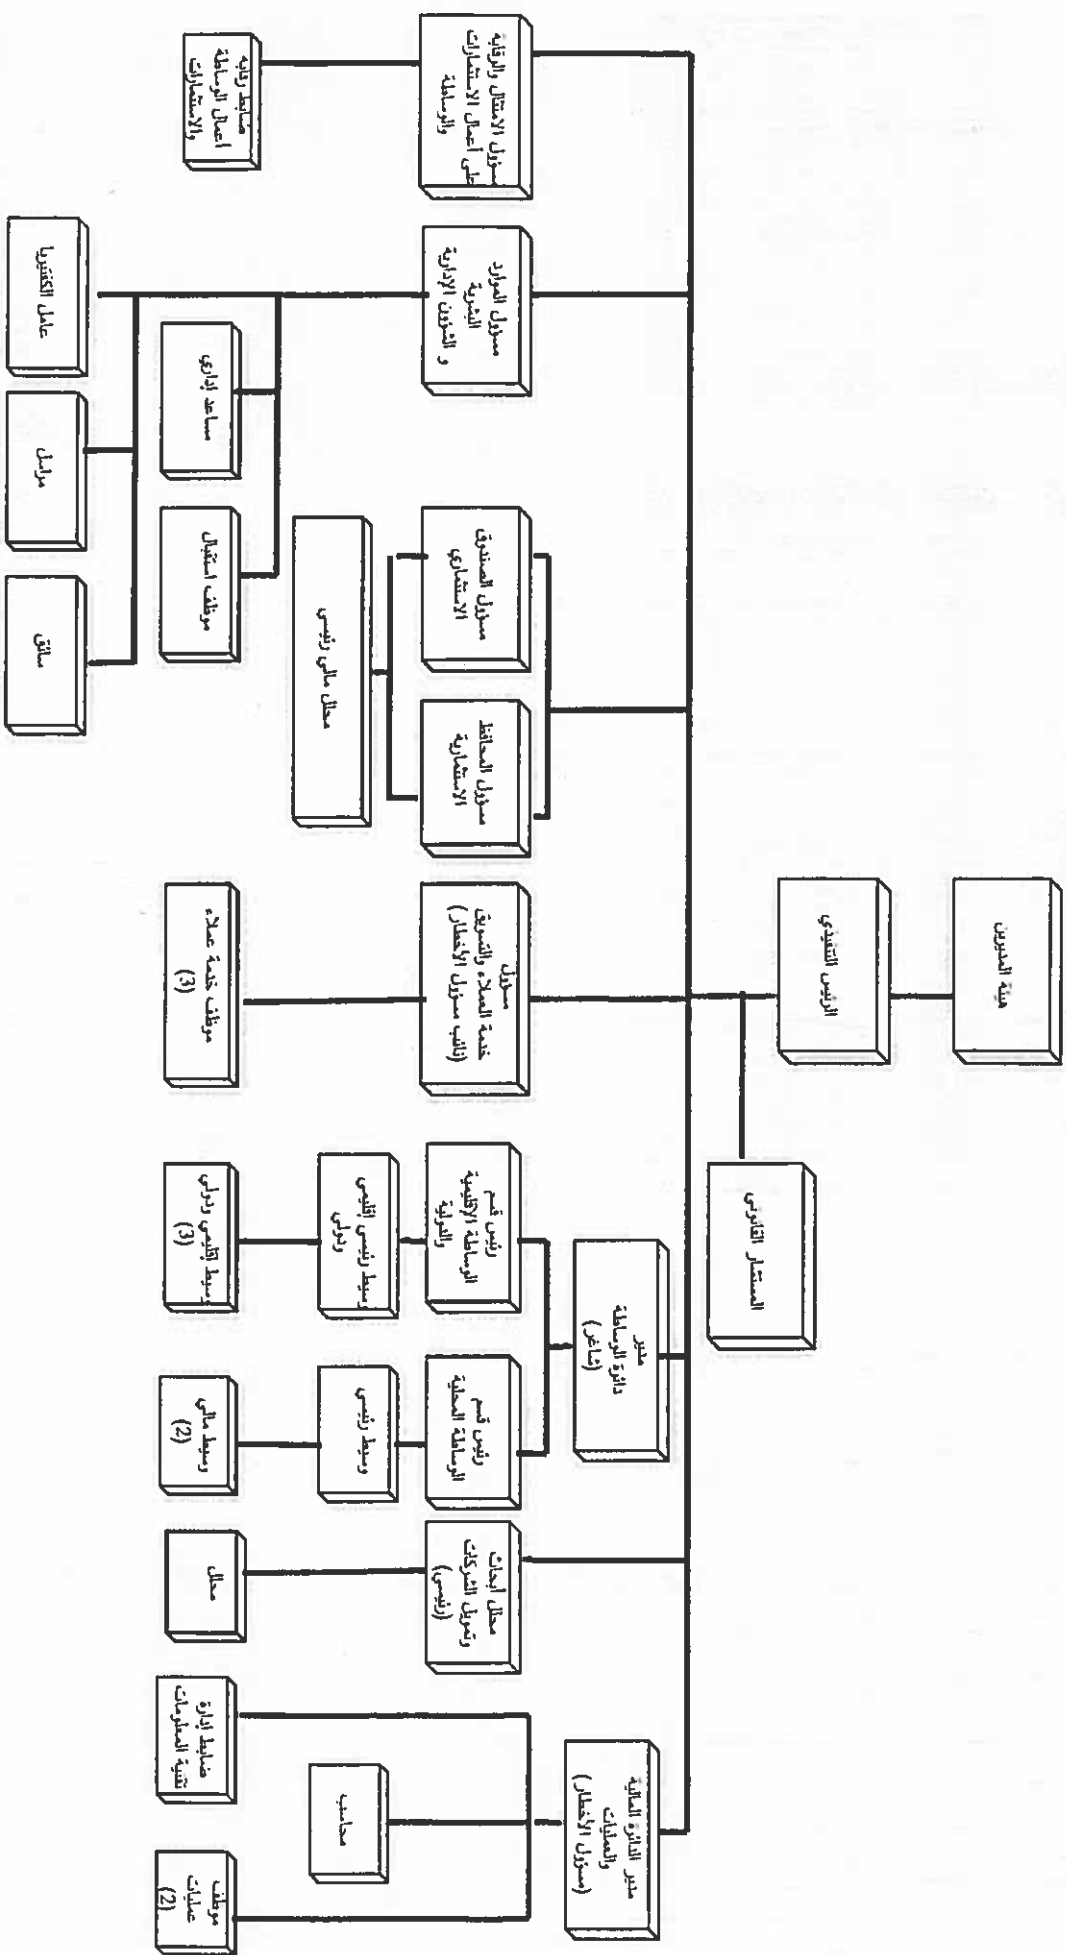 هيئة المديرين
الرئيس التنفيذي
المستشار القانوني
مسؤول الامتثال والرقابة
على أعمال الاستثمارات
والوساطة
ضابط رقابة
أعمال الوساطة
والاستثمارات
مسؤول الموارد
البشرية
و الشؤون الإدارية
مساعد إداري
موظف استقبال
عامل الكفتيريا
مراسل
سائق
مسؤول الصندوق
الاستثماري
مسؤول المحافظ
الاستثمارية
محلل مالي رئيسي
مسؤول
خدمة العملاء والتسويق
(نائب مسؤول الأخطار)
موظف خدمة عملاء
(3)
مدير
دائرة الوساطة
(شاغر)
رئيس قسم
الوساطة الإقليمية
والدولية
وسيط رئيسي إقليمي
ودولي
وسيط إقليمي ودولي
(3)
رئيس قسم
الوساطة المحلية
وسيط رئيسي
وسيط مالي
(2)
محلل أبحاث
وتمويل الشركات
(رئيسي)
محلل
مدير الدائرة المالية
والعمليات
(مسؤول الأخطار)
ضابط إدارة
تقنية المعلومات
محاسب
موظف
عمليات
(2)